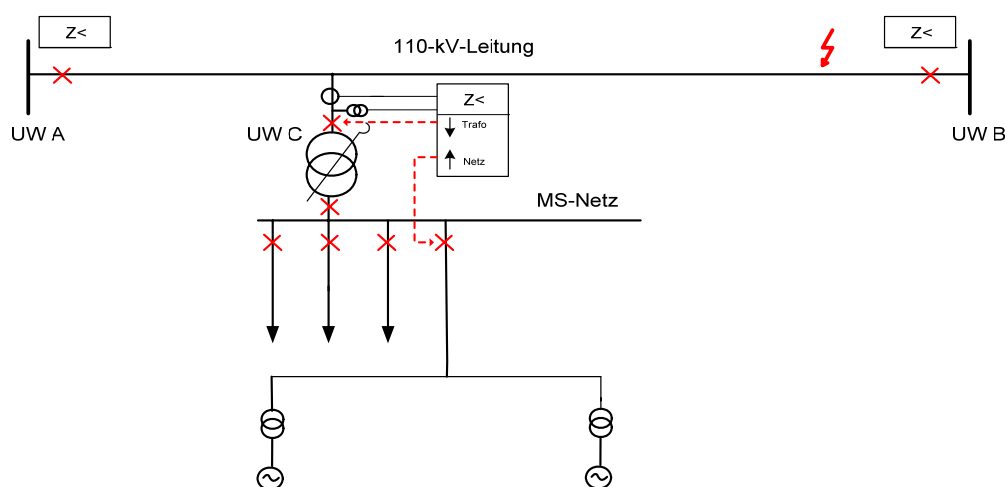 Z<
Z<
110-kV-Leitung
UW A
UW C
Z<
Trafo
Netz
UW B
MS-Netz